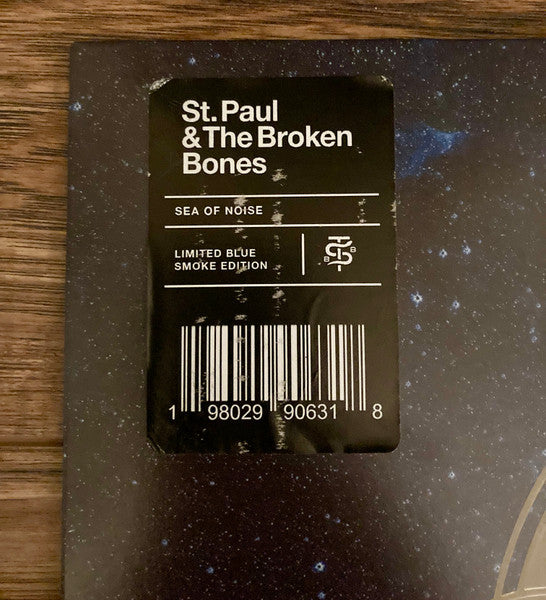 St. Paul
& The Broken
Bones
SEA OF NOISE
LIMITED BLUE
SMOKE EDITION
1 98029 90631 8